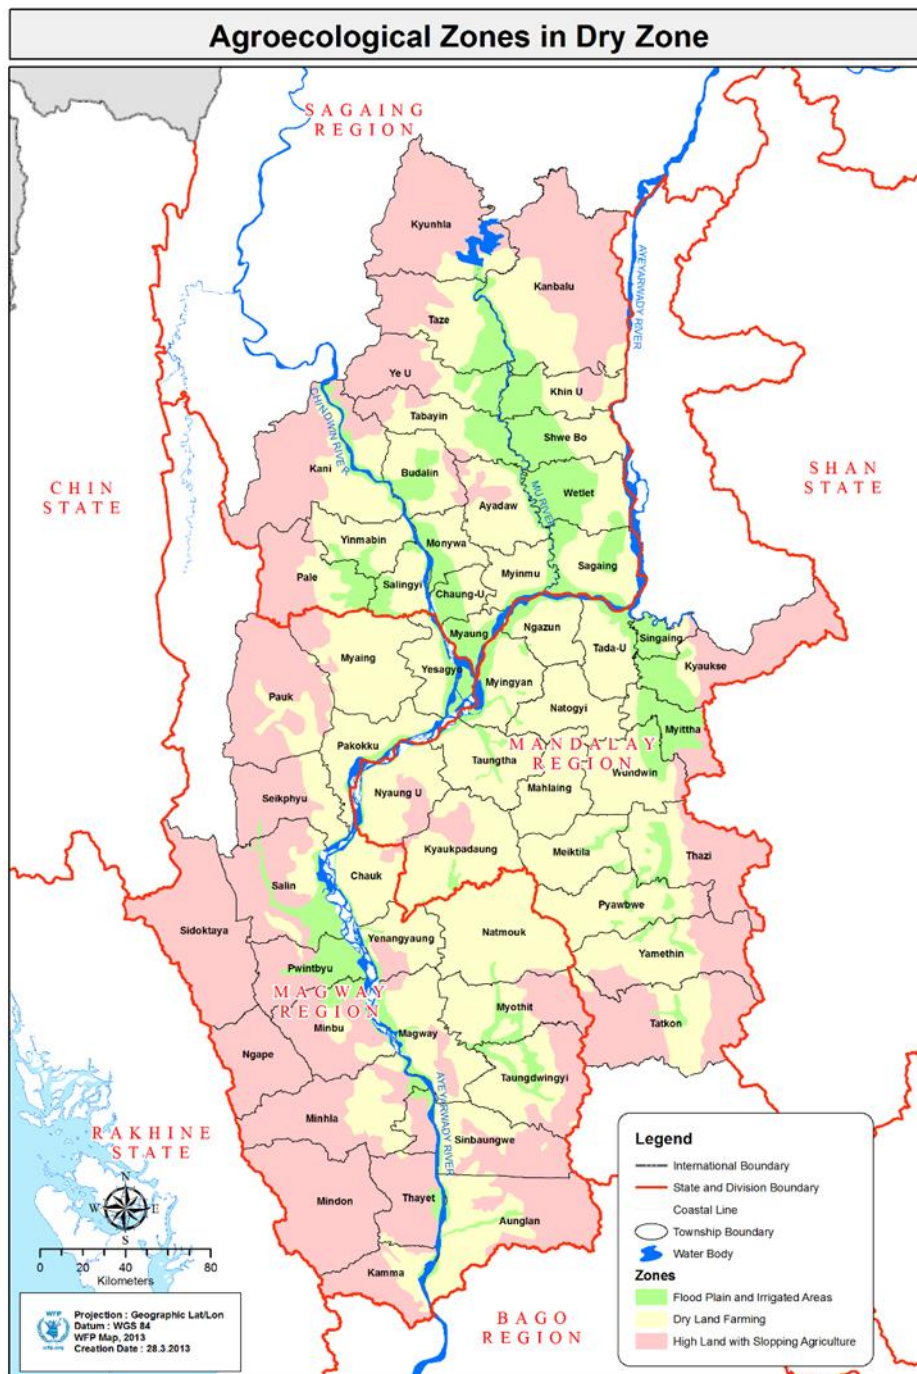 Agroecological Zones in Dry Zone
SAGAING
REGION
Kyunhla
Kanbalu
AYEYARWADY RIVER
Taze
Ye U
Khin U
CHINDWIN RIVER
Tabayin
Shwe Bo
Kani
Budalin
MU RIVER
Wetlet
Ayadaw
SHAN
STATE
CHIN
STATE
Yinmabin
Monywa
Sagaing
Pale
Salingyi
Myinmu
Chaung-U
Myaung
Ngazun
Singaing
Tada-U
Myaing
Yesagyo
Kyaukse
Myingyan
Pauk
Natogyi
Myittha
Pakokku
MANDALAY
REGION
Taungtha
Wundwin
Seikphyu
Nyaung U
Mahlaing
Kyaukpadaung
Meiktila
Thazi
Salin
Chauk
Pyawbwe
Sidoktaya
Yenangyaung
Natmouk
Yamethin
Pwintbyu
MAGWAY
REGION
Myothit
Minbu
Magway
Tatkon
Ngape
Taungdwingyi
AYEYARWADY RIVER
Minhla
RAKHINE
STATE
Sinbaungwe
Mindon
Thayet
Aunglan
Kamma
BAGO
REGION
N
W E
S
0 20 40 80
Kilometers
WFP
wfp.org
Projection : Geographic Lat/Lon
Datum : WGS 84
WFP Map, 2013
Creation Date : 28.3.2013
Legend
International Boundary
State and Division Boundary
Coastal Line
Township Boundary
Water Body
Zones
Flood Plain and Irrigated Areas
Dry Land Farming
High Land with Slopping Agriculture